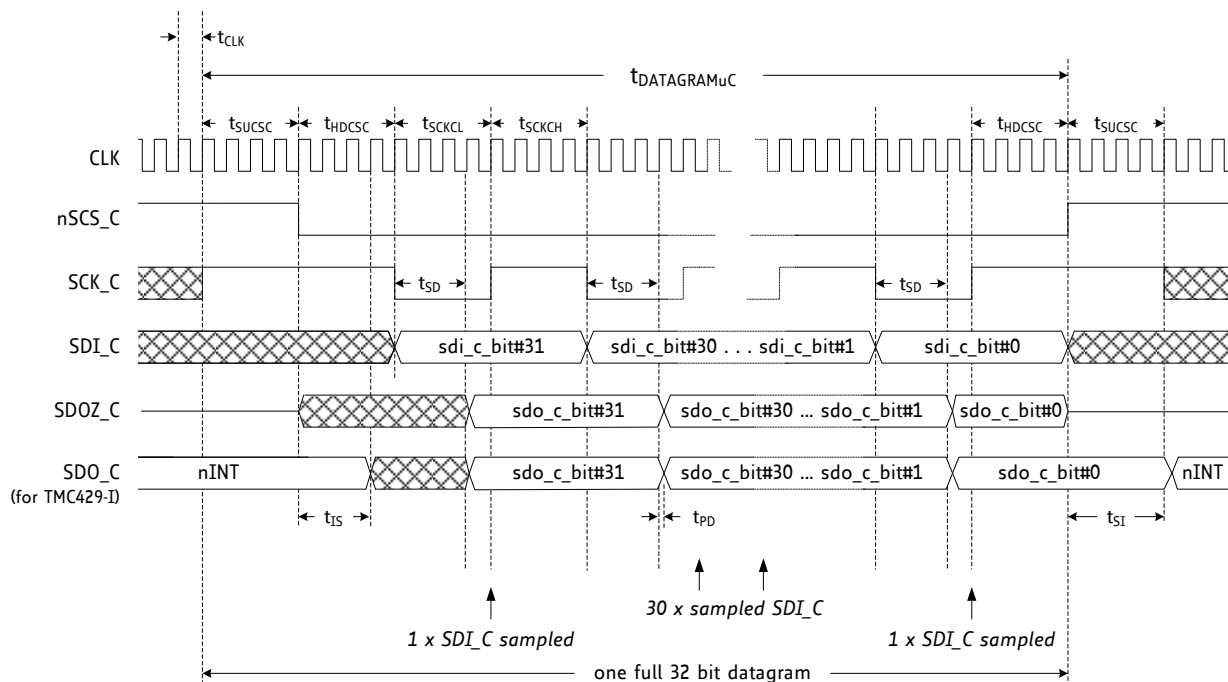 tCLK
tDATAGRAMuC
tSUCSC tHDCSC tSCKCL tSCKCH tHDCSC tSUCSC
CLK
nSCS_C
SCK_C tSD tSD tSD
SDI_C sdi_c_bit#31 sdi_c_bit#30 . . . sdi_c_bit#1 sdi_c_bit#0
SDOZ_C sdo_c_bit#31 sdo_c_bit#30 ... sdo_c_bit#1 sdo_c_bit#0
SDO_C nINT sdo_c_bit#31 sdo_c_bit#30 ... sdo_c_bit#1 sdo_c_bit#0 nINT
(for TMC429-I)
tIS tPD tSI
30 x sampled SDI_C
1 x SDI_C sampled 1 x SDI_C sampled
one full 32 bit datagram